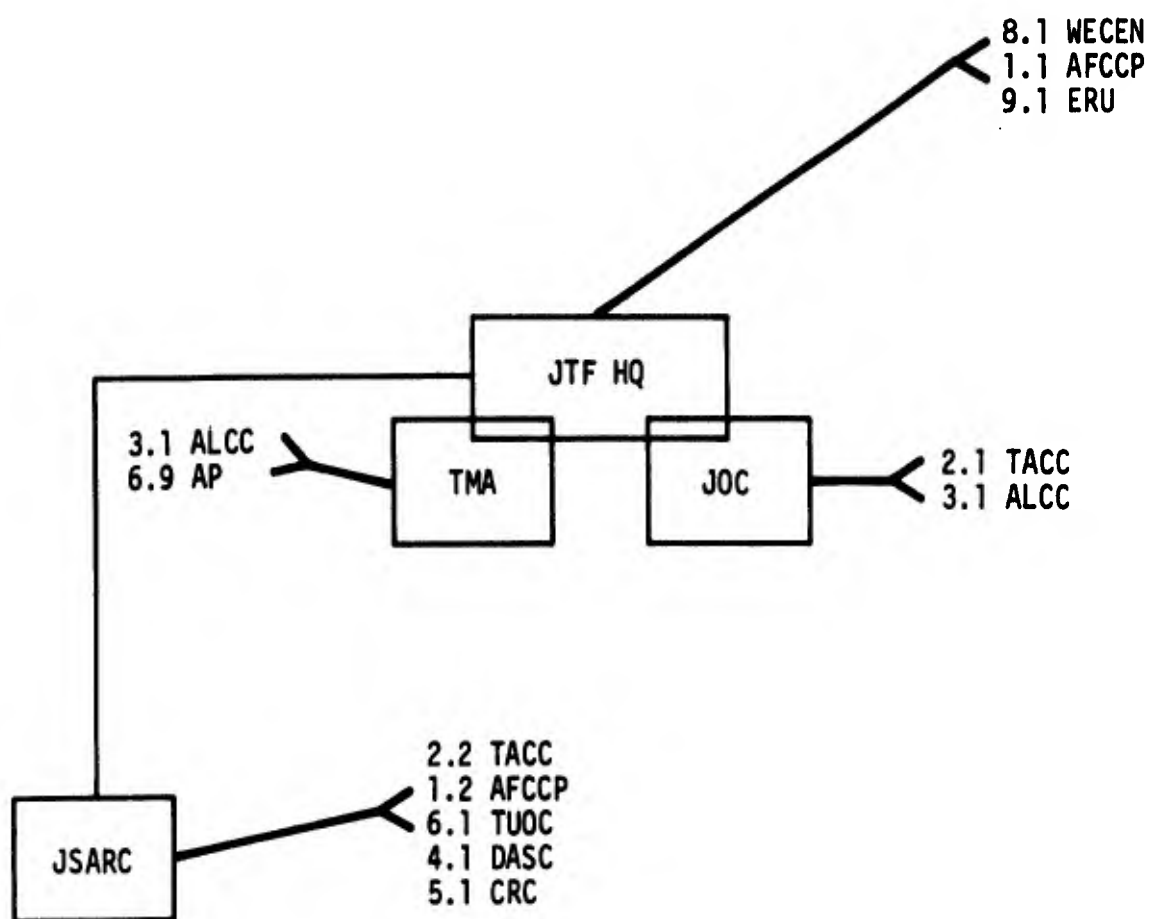 8.1 WECEN
1.1 AFCCP
9.1 ERU
JTF HQ
3.1 ALCC
6.9 AP
TMA
JOC
2.1 TACC
3.1 ALCC
2.2 TACC
1.2 AFCCP
6.1 TUOC
4.1 DASC
5.1 CRC
JSARC